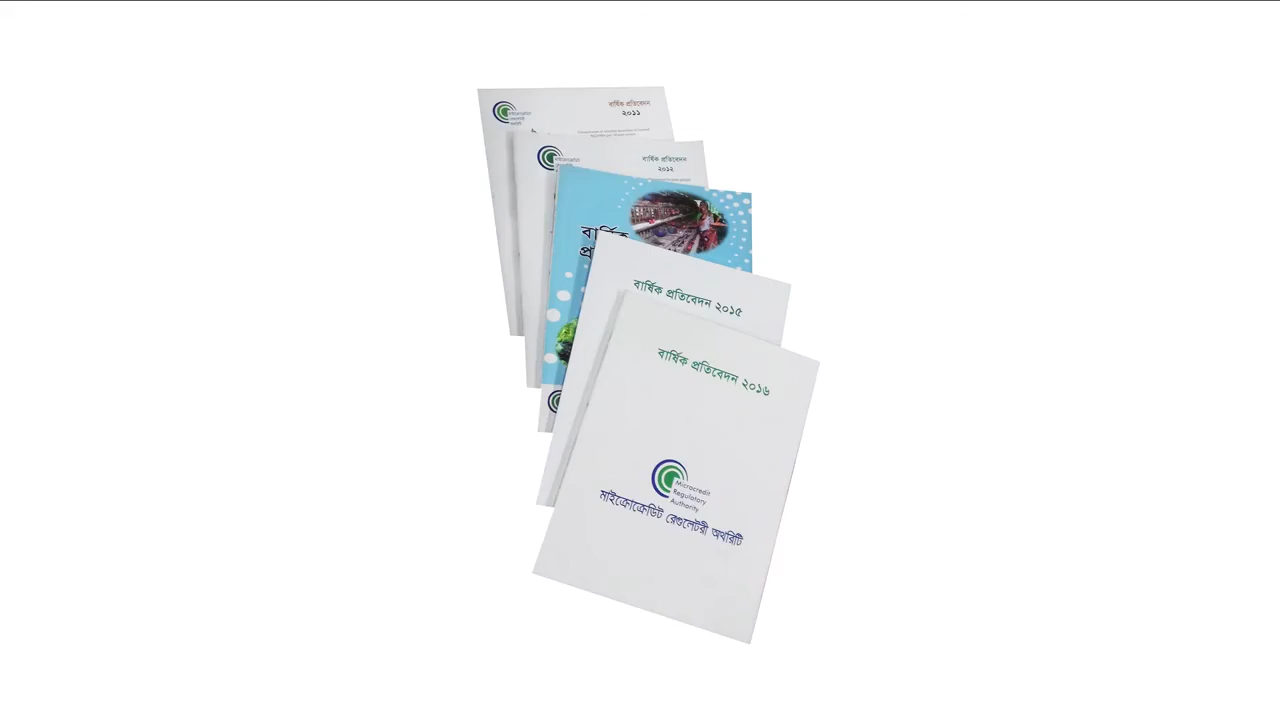 বার্ষিক প্রতিবেদন
২০১১
বার্ষিক প্রতিবেদন
২০১২
বার্ষিক
বার্ষিক প্রতিবেদন ২০১৫
বার্ষিক প্রতিবেদন ২০১৬
Microcredit
Regulatory
Authority
মাইক্রোক্রেডিট রেগুলেটরী অথরিটি